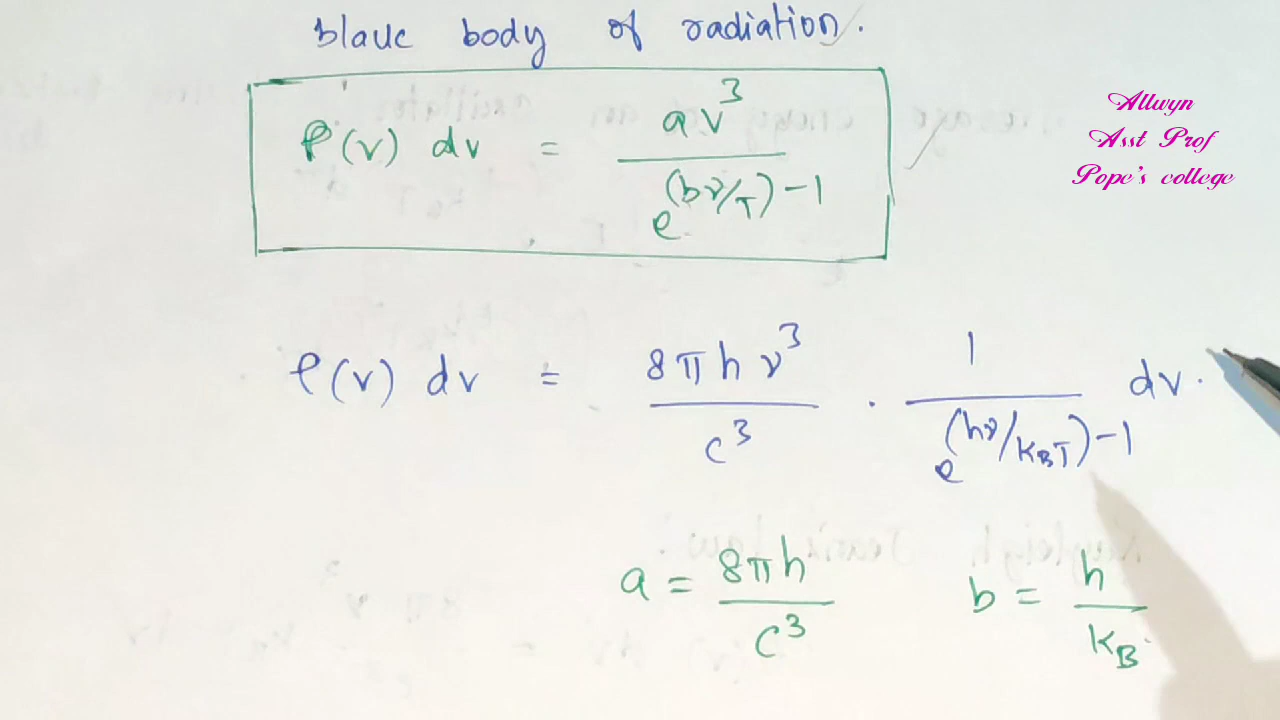 blauc body of radiation.
ρ(ν) dν = aν³ / e^(bν/T) - 1
Allwyn
Asst Prof
Pope's college
ρ(ν) dν = 8πhν³ / c³ · 1 / e^(hν/K_BT) - 1 dν.
a = 8πh / c³ b = h / K_B